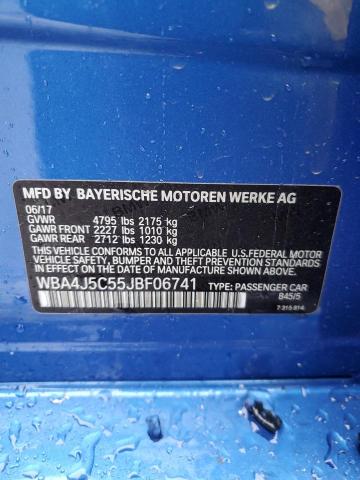 MFD BY BAYERISCHE MOTOREN WERKE AG
06/17
GVWR 4795 lbs 2175 kg
GAWR FRONT 2227 lbs 1010 kg
GAWR REAR 2712 lbs 1230 kg
THIS VEHICLE CONFORMS TO ALL APPLICABLE U.S.FEDERAL MOTOR
VEHICLE SAFETY, BUMPER, AND THEFT PREVENTION STANDARDS
IN EFFECT ON THE DATE OF MANUFACTURE SHOWN ABOVE.
WBA4J5C55JBF06741 TYPE: PASSENGER CAR
B45/5
7 315 814